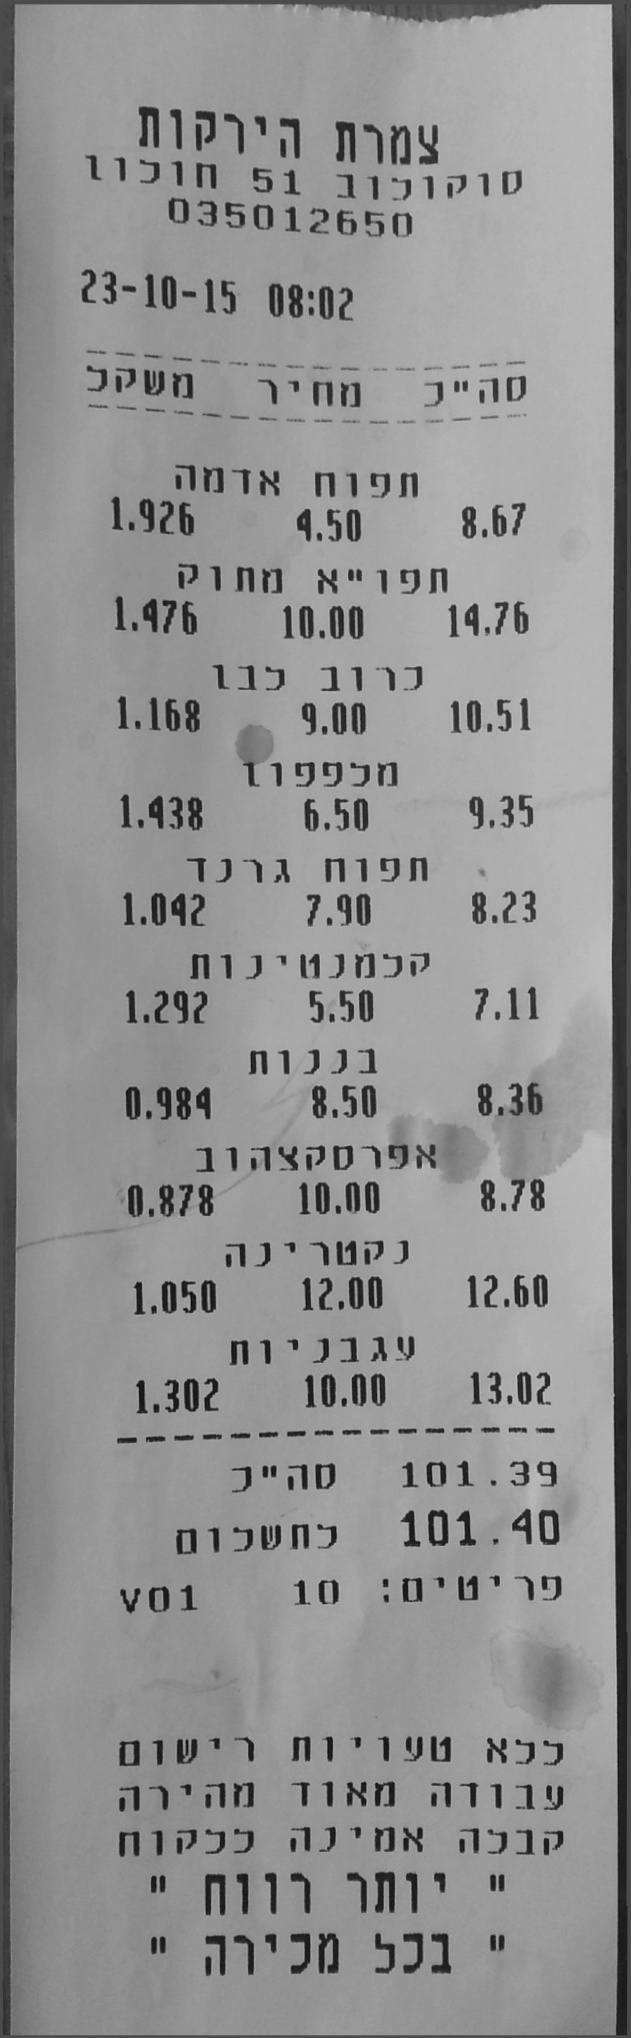 צמרת הירקות
סוקולוב 51 חולון
035012650
23-10-15 08:02
סה"כ מחיר משקל
תפוח אדמה
1.926 4.50 8.67
תפו"א מתוק
1.476 10.00 14.76
כרוב לבן
1.168 9.00 10.51
מלפפון
1.438 6.50 9.35
תפוח גרנד
1.042 7.90 8.23
קלמנטינות
1.292 5.50 7.11
בננות
0.984 8.50 8.36
אפרסקצהוב
0.878 10.00 8.78
נקטרינה
1.050 12.00 12.60
עגבניות
1.302 10.00 13.02
סה"כ 101.39
לתשלום 101.40
פריטים: 10 V01
ללא טעויות רישום
עבודה מאוד מהירה
קבלה אמינה ללקוח
" יותר רווח "
" בכל מכירה "